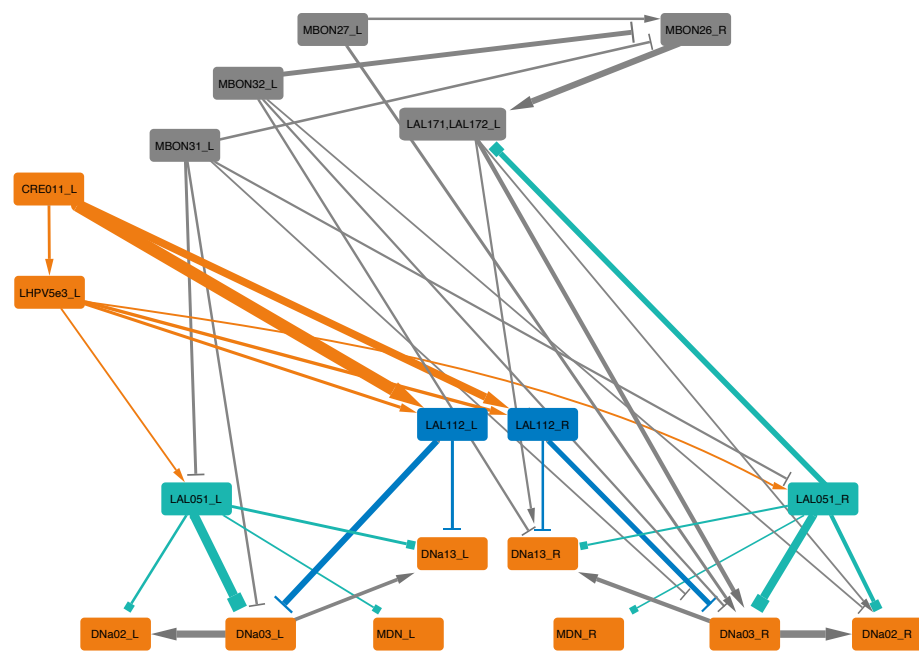 MBON27_L
MBON26_R
MBON32_L
LAL171,LAL172_L
MBON31_L
CRE011_L
LHPV5e3_L
LAL112_L
LAL112_R
LAL051_L
LAL051_R
DNa13_L
DNa13_R
DNa02_L
DNa03_L
MDN_L
MDN_R
DNa03_R
DNa02_R